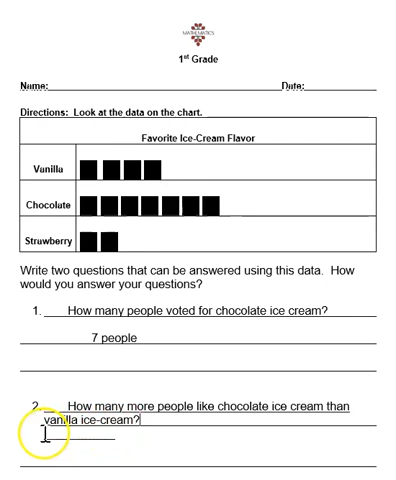 MATHEMATICS
1st Grade
Name: Date:
Directions: Look at the data on the chart.
Favorite Ice-Cream Flavor
Vanilla
Chocolate
Strawberry
Write two questions that can be answered using this data. How
would you answer your questions?
1. How many people voted for chocolate ice cream?
7 people
2. How many more people like chocolate ice cream than
vanilla ice-cream?